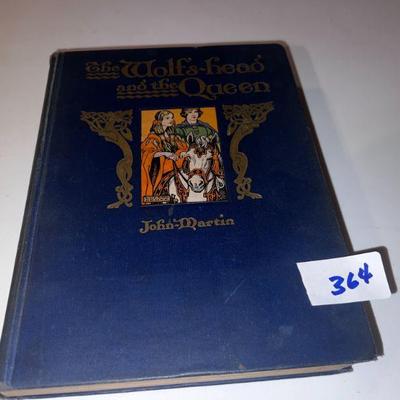 The Wolf's-head
and the Queen
John-Martin
364